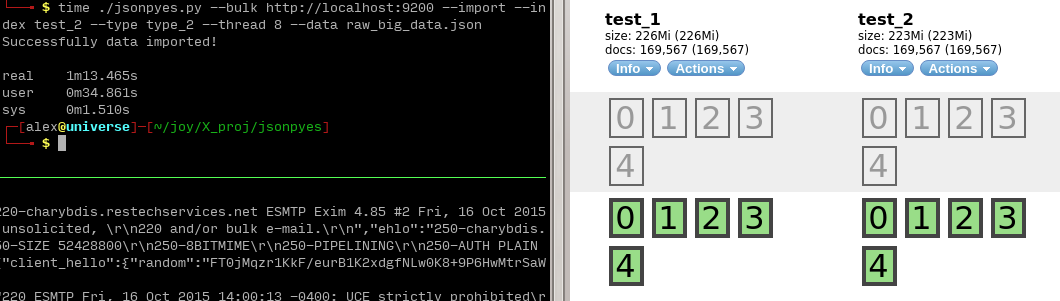 $ time ./jsonpyes.py --bulk http://localhost:9200 --import --in
dex test_2 --type type_2 --thread 8 --data raw_big_data.json
Successfully data imported!
real 1m13.465s
user 0m34.861s
sys 0m1.510s
[alex@universe]-[~/joy/X_proj/jsonpyes]
$
220-charybdis.restechservices.net ESMTP Exim 4.85 #2 Fri, 16 Oct 2015
unsolicited, \r\n220 and/or bulk e-mail.\r\n","ehlo":"250-charybdis.
50-SIZE 52428800\r\n250-8BITMIME\r\n250-PIPELINING\r\n250-AUTH PLAIN
"client_hello":{"random":"FT0jMqzr1KkF/eurB1K2xdgfNLw0K8+9P6HwMtrSaW
220 ESMTP Fri, 16 Oct 2015 14:00:13 -0400: UCE strictly prohibited\r
test_1
size: 226Mi (226Mi)
docs: 169,567 (169,567)
Info Actions
0 1 2 3
4
0 1 2 3
4
test_2
size: 223Mi (223Mi)
docs: 169,567 (169,567)
Info Actions
0 1 2 3
4
0 1 2 3
4